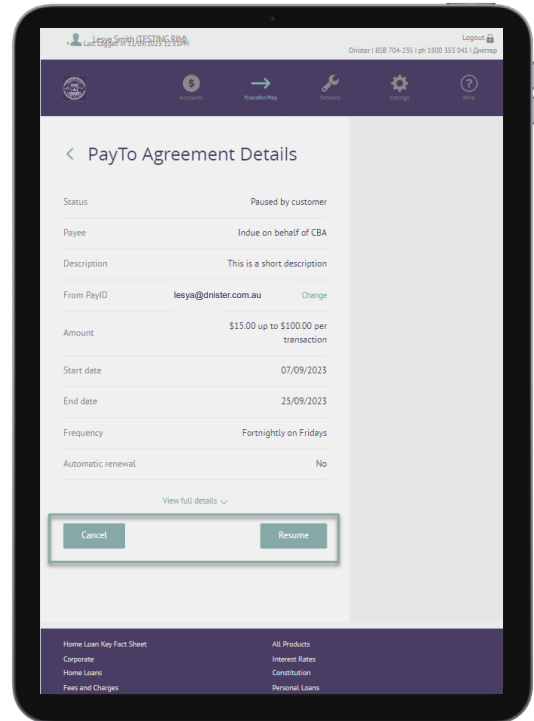 Lesya Smith (TESTING RIM)
Last Logged in 11/09/2023 12:51PM
Logout
Dnister | BSB 704-235 | ph 1800 353 041 | Дністер
Accounts
Transfer/Pay
Services
Settings
Help
PayTo Agreement Details
Status Paused by customer
Payee Indue on behalf of CBA
Description This is a short description
From PayID lesya@dnister.com.au Change
Amount $15.00 up to $100.00 per
transaction
Start date 07/09/2023
End date 25/09/2023
Frequency Fortnightly on Fridays
Automatic renewal No
View full details
Cancel Resume
Home Loan Key Fact Sheet All Products
Corporate Interest Rates
Home Loans Constitution
Fees and Charges Personal Loans